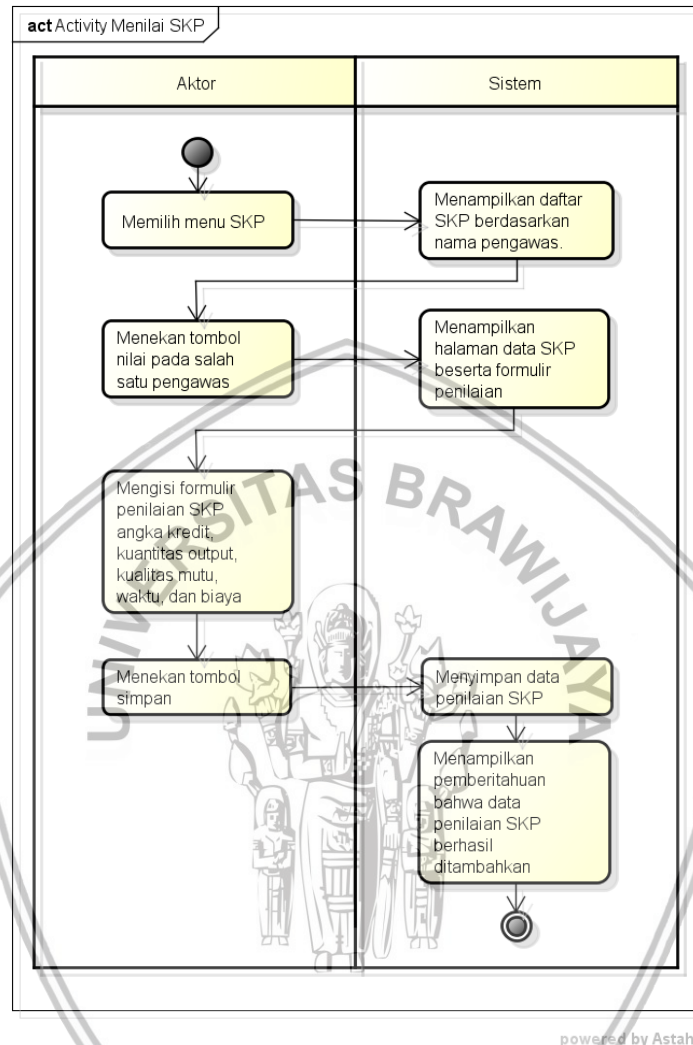 act Activity Menilai SKP
Aktor
Sistem
Memilih menu SKP
Menampilkan daftar
SKP berdasarkan
nama pengawas.
Menekan tombol
nilai pada salah
satu pengawas
Menampilkan
halaman data SKP
beserta formulir
penilaian
Mengisi formulir
penilaian SKP
angka kredit,
kuantitas output,
kualitas mutu,
waktu, dan biaya
Menekan tombol
simpan
Menyimpan data
penilaian SKP
Menampilkan
pemberitahuan
bahwa data
penilaian SKP
berhasil
ditambahkan
UNIVERSITAS BRAWIJAYA
powered by Astah